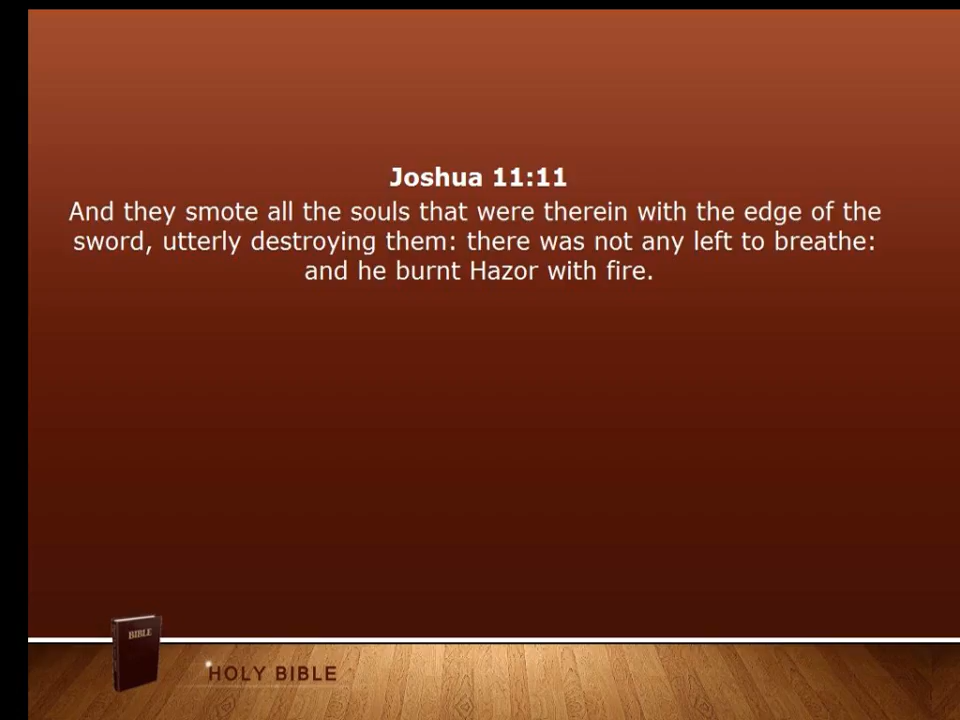 Joshua 11:11
And they smote all the souls that were therein with the edge of the
sword, utterly destroying them: there was not any left to breathe:
and he burnt Hazor with fire.
BIBLE
HOLY BIBLE